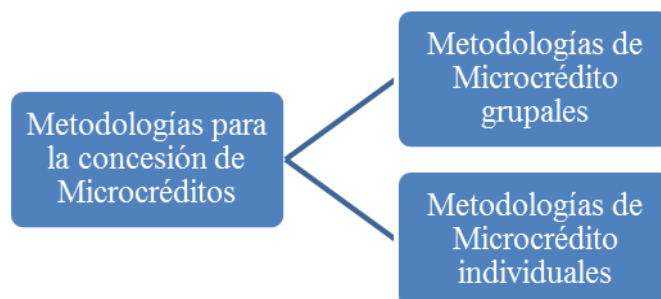 Metodologías para
la concesión de
Microcréditos
Metodologías de
Microcrédito
grupales
Metodologías de
Microcrédito
individuales